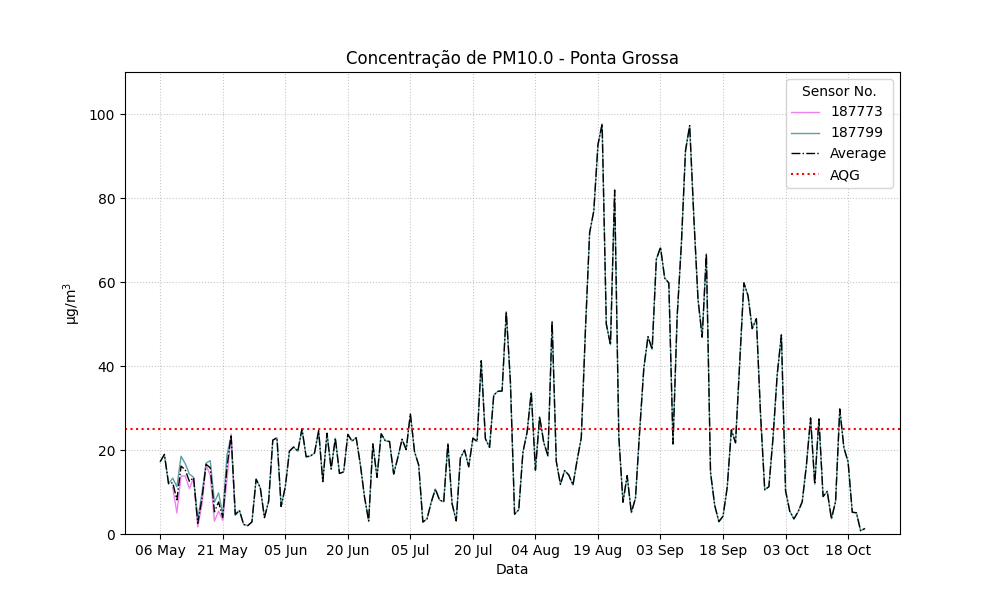 Concentração de PM10.0 - Ponta Grossa
Sensor No.
187773
187799
Average
AQG
100
80
60
40
20
0
µg/m³
06 May 21 May 05 Jun 20 Jun 05 Jul 20 Jul 04 Aug 19 Aug 03 Sep 18 Sep 03 Oct 18 Oct
Data